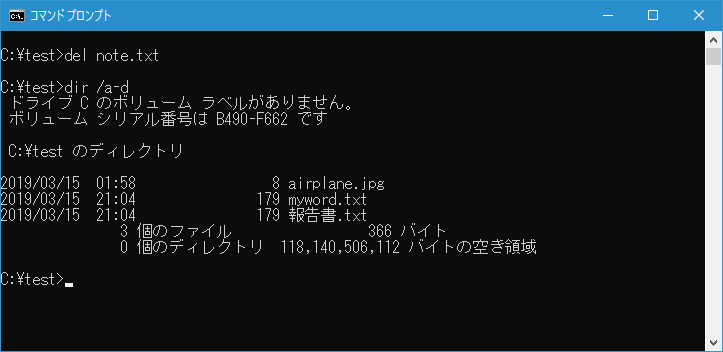 コマンドプロンプト
C:¥test>del note.txt
C:¥test>dir /a-d
 ドライブ C のボリューム ラベルがありません。
 ボリューム シリアル番号は B490-F662 です
 C:¥test のディレクトリ
2019/03/15  01:58                 8 airplane.jpg
2019/03/15  21:04               179 myword.txt
2019/03/15  21:04               179 報告書.txt
               3 個のファイル                 366 バイト
               0 個のディレクトリ  118,140,506,112 バイトの空き領域
C:¥test>